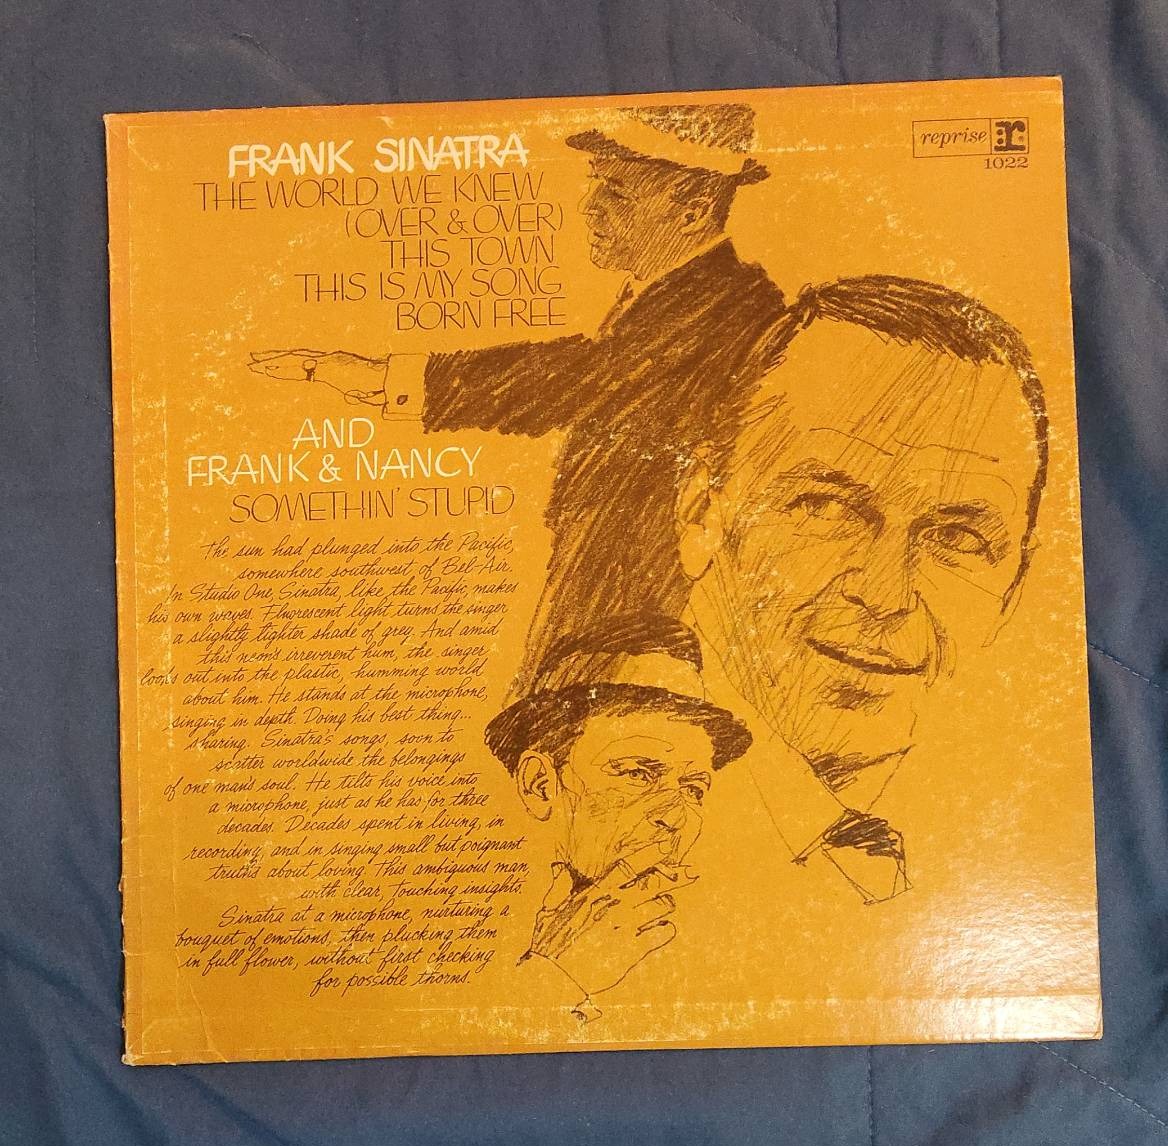 FRANK SINATRA
THE WORLD WE KNEW
(OVER & OVER)
THIS TOWN
THIS IS MY SONG
BORN FREE
reprise r:
1022
AND
FRANK & NANCY
SOMETHIN' STUPID
The sun had plunged into the Pacific,
somewhere southwest of Bel-Air.
In Studio One, Sinatra, like the Pacific, makes
his own waves. Fluorescent light turns the singer
a slightly lighter shade of grey. And amid
this neon's irreverent hum, the singer
looks out into the plastic, humming world
about him. He stands at the microphone,
singing in depth. Doing his best thing...
sharing. Sinatra's songs, soon to
scatter worldwide the belongings
of one man's soul. He tilts his voice into
a microphone, just as he has for three
decades. Decades spent in living, in
recording, and in singing small but poignant
truths about loving. This ambiguous man,
with clear, touching insights.
Sinatra at a microphone, nurturing a
bouquet of emotions, then plucking them
in full flower, without first checking
for possible thorns.